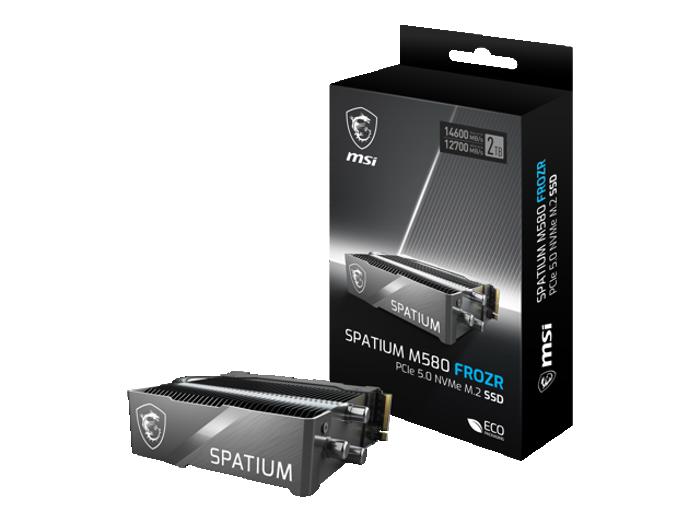 msi
14600 MB/s
12700 MB/s
2TB
SPATIUM
SPATIUM M580 FROZR
PCIe 5.0 NVMe M.2 SSD
ECO
PACKAGING
SPATIUM M580 FROZR
PCIe 5.0 NVMe M.2 SSD
msi
SPATIUM